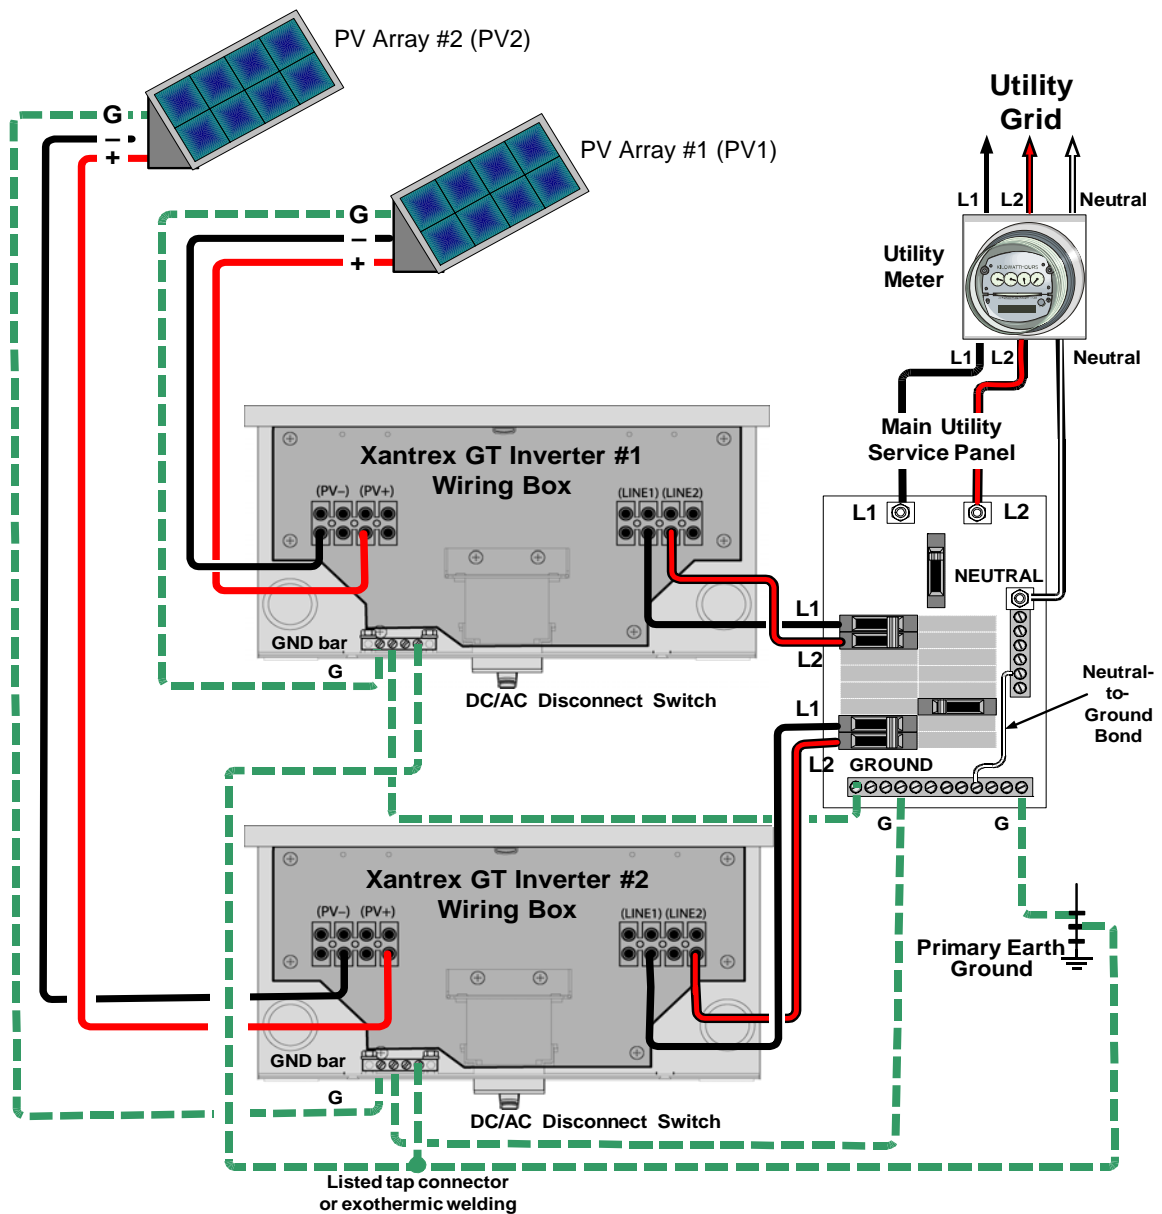 PV Array #2 (PV2)
G
–
+
PV Array #1 (PV1)
G
–
+
Utility
Grid
L1 L2 Neutral
Utility
Meter
KILOWATT-HOURS
L1 L2 Neutral
Main Utility
Service Panel
L1 L2
NEUTRAL
Xantrex GT Inverter #1
Wiring Box
(PV–) (PV+)
(LINE1) (LINE2)
L1
L2
GND bar
G
DC/AC Disconnect Switch
Neutral-
to-
Ground
Bond
L1
L2
GROUND
G G
Xantrex GT Inverter #2
Wiring Box
(PV–) (PV+)
(LINE1) (LINE2)
Primary Earth
Ground
GND bar
G
DC/AC Disconnect Switch
Listed tap connector
or exothermic welding